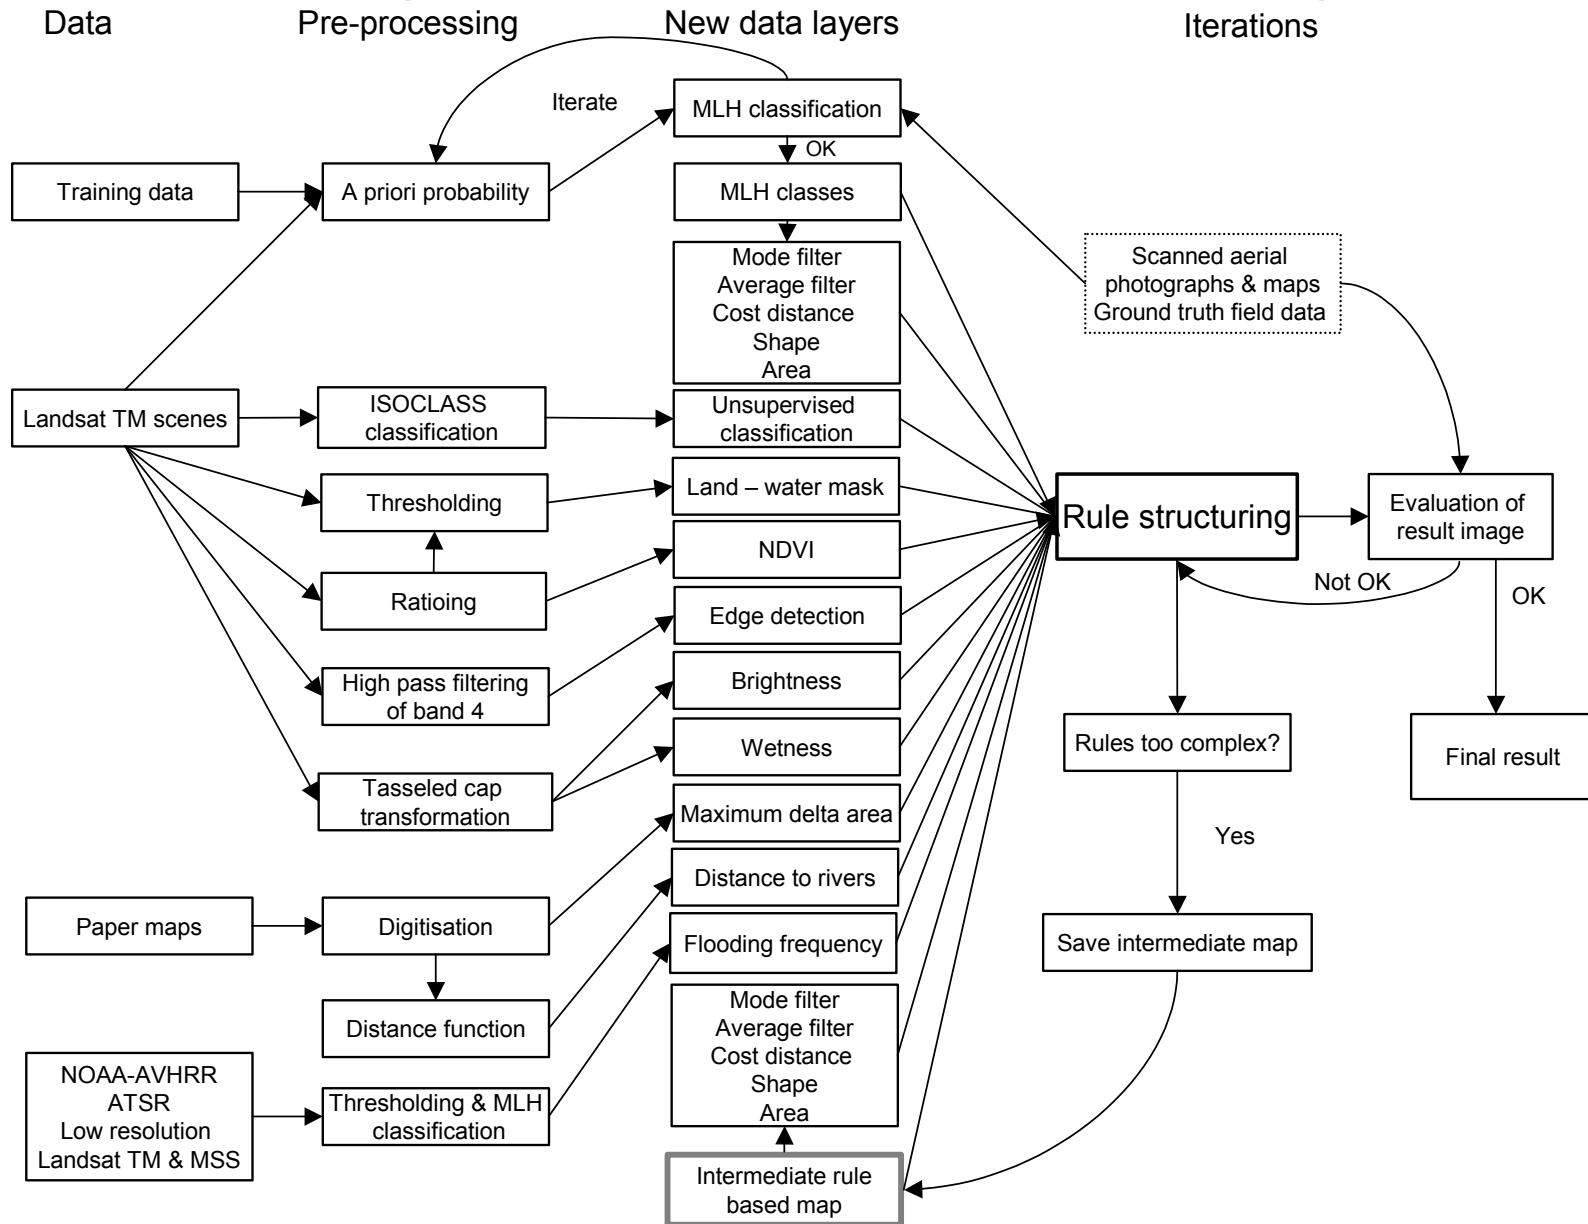 Data
Pre-processing
New data layers
Iterations
Iterate
MLH classification
OK
Training data
A priori probability
MLH classes
Mode filter
Average filter
Cost distance
Shape
Area
Scanned aerial
photographs & maps
Ground truth field data
Landsat TM scenes
ISOCLASS
classification
Unsupervised
classification
Thresholding
Land – water mask
Rule structuring
Evaluation of
result image
Ratioing
NDVI
Not OK
OK
Edge detection
High pass filtering
of band 4
Brightness
Wetness
Rules too complex?
Final result
Tasseled cap
transformation
Maximum delta area
Yes
Distance to rivers
Paper maps
Digitisation
Flooding frequency
Save intermediate map
Distance function
Mode filter
Average filter
Cost distance
Shape
Area
NOAA-AVHRR
ATSR
Low resolution
Landsat TM & MSS
Thresholding & MLH
classification
Intermediate rule
based map